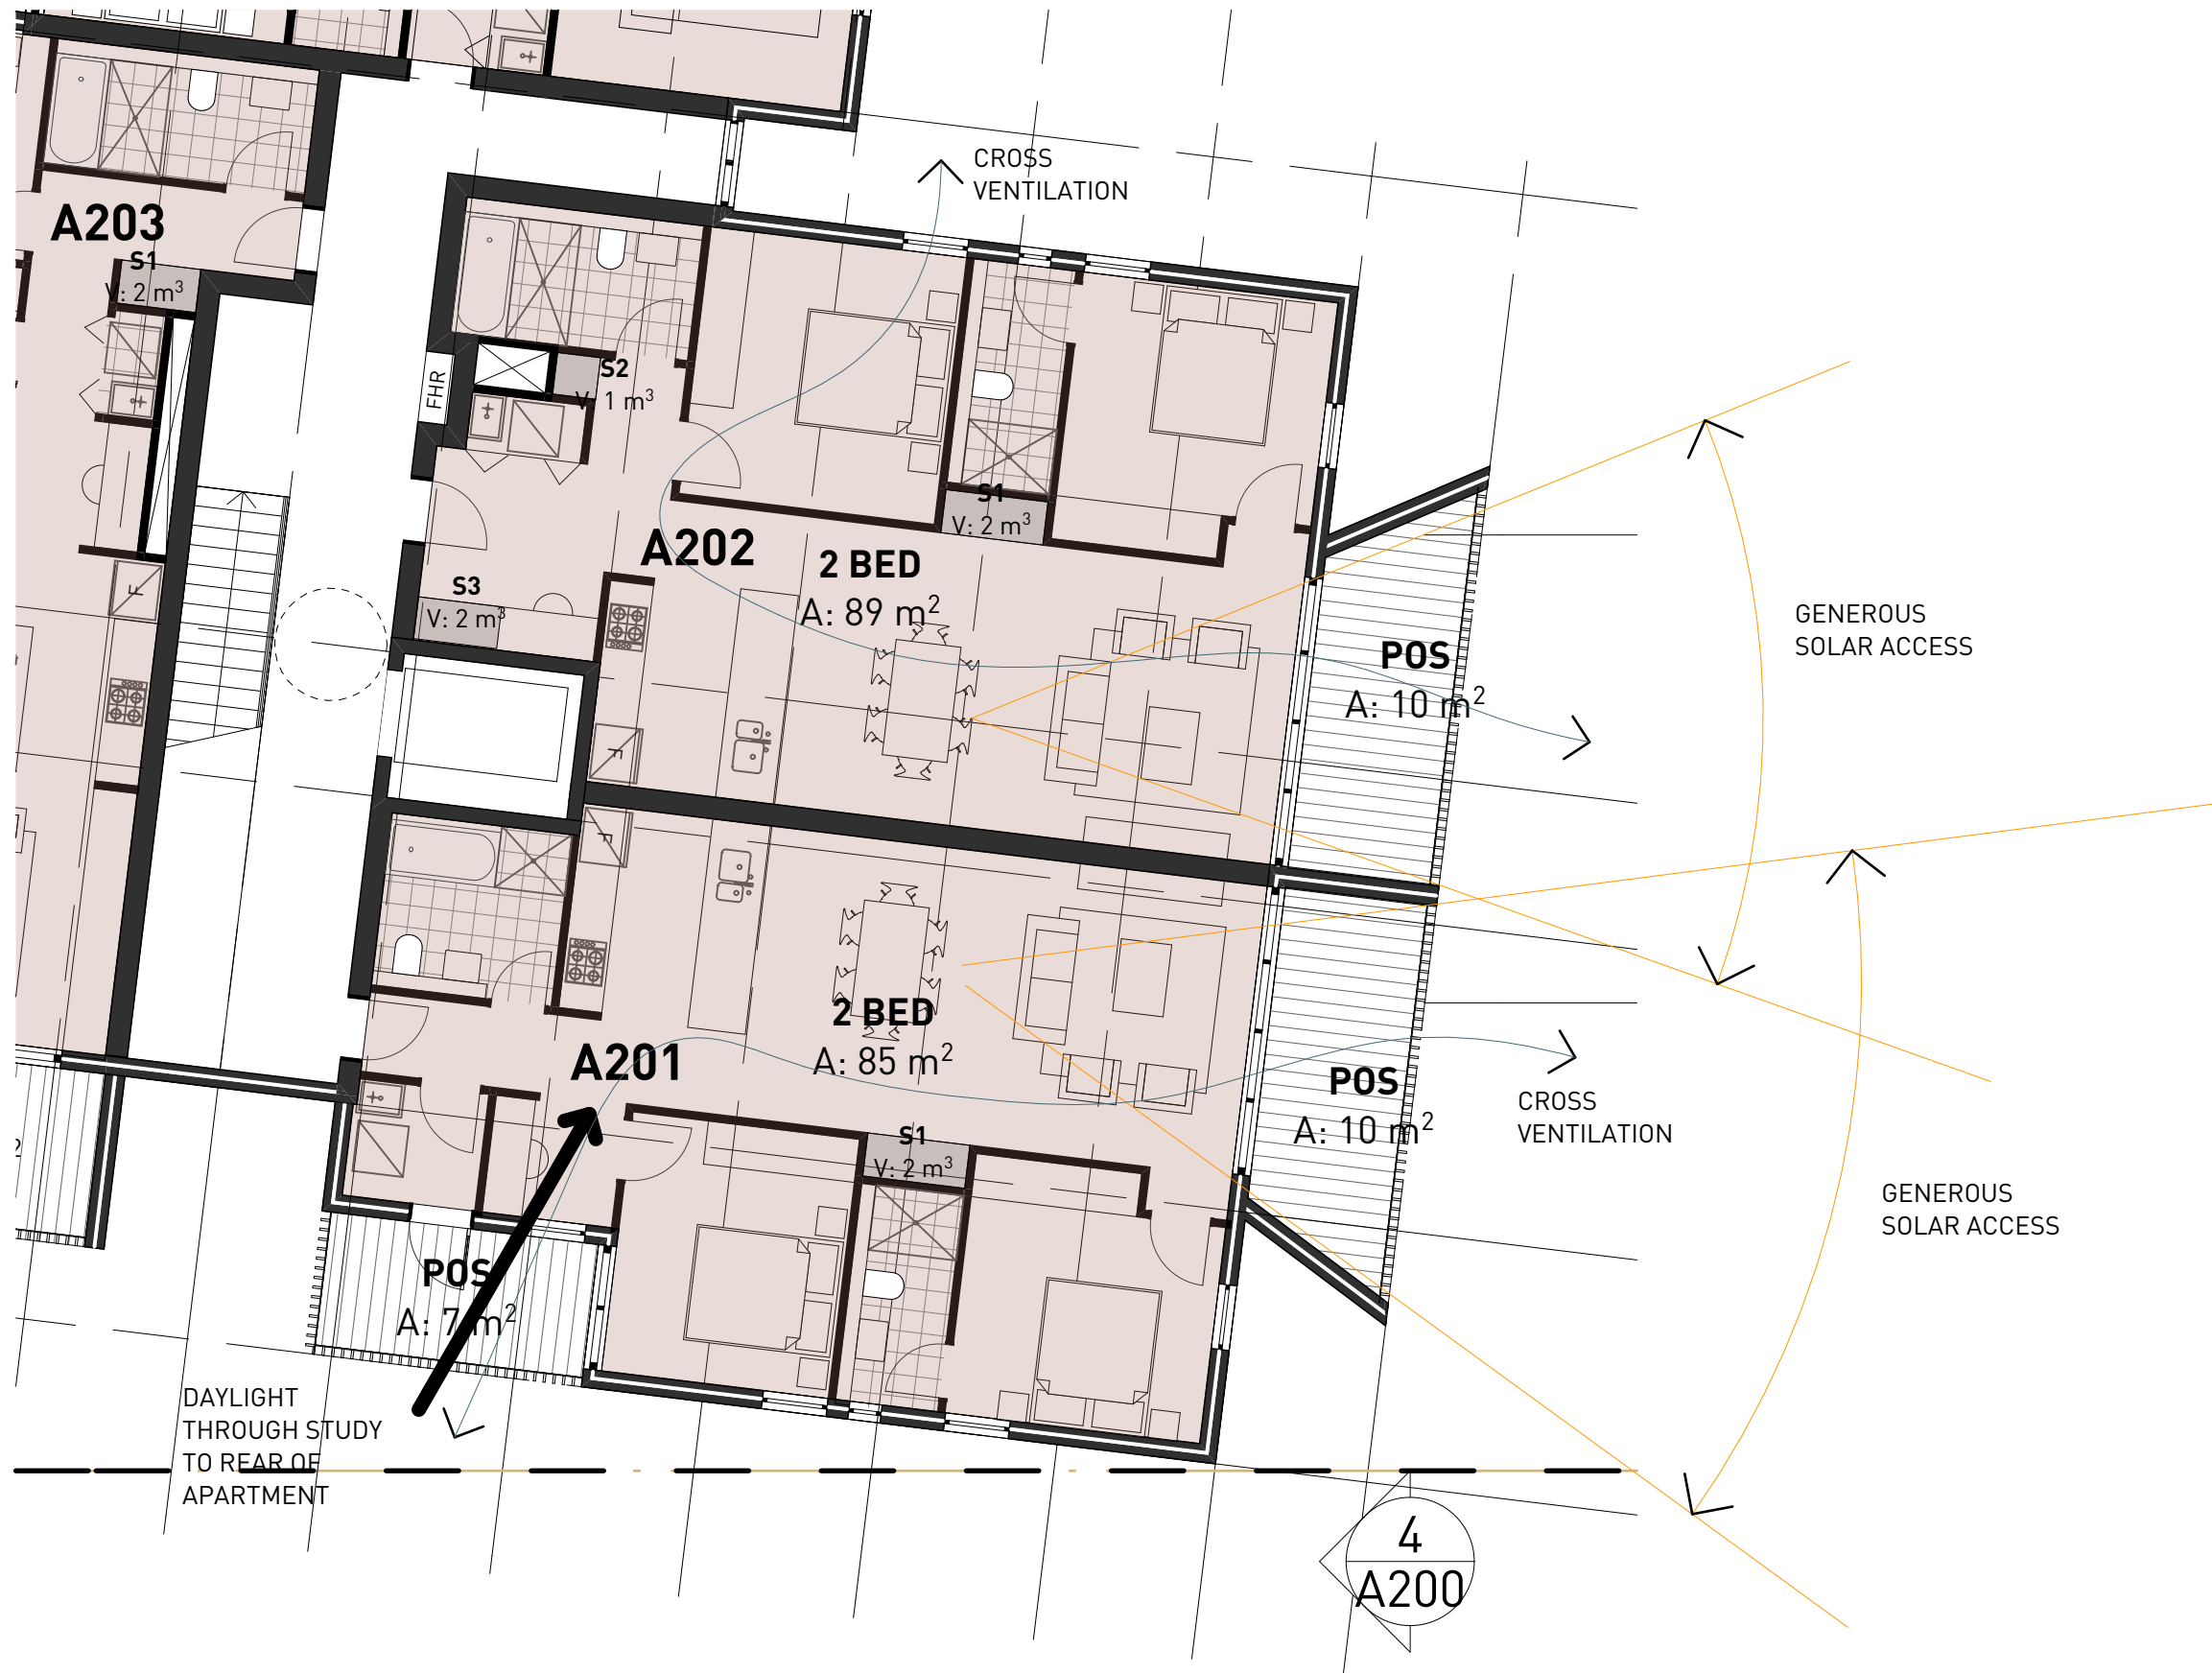 CROSS
VENTILATION
A203
S1
V: 2 m³
FHR
S2
V: 1 m³
S1
V: 2 m³
A202
2 BED
A: 89 m²
S3
V: 2 m³
F
F
POS
A: 10 m²
GENEROUS
SOLAR ACCESS
F
2 BED
A: 85 m²
A201
POS
A: 10 m²
CROSS
VENTILATION
S1
V: 2 m³
GENEROUS
SOLAR ACCESS
2
POS
A: 7 m²
DAYLIGHT
THROUGH STUDY
TO REAR OF
APARTMENT
4
A200